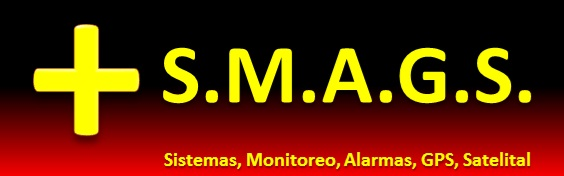 S.M.A.G.S.
Sistemas, Monitoreo, Alarmas, GPS, Satelital